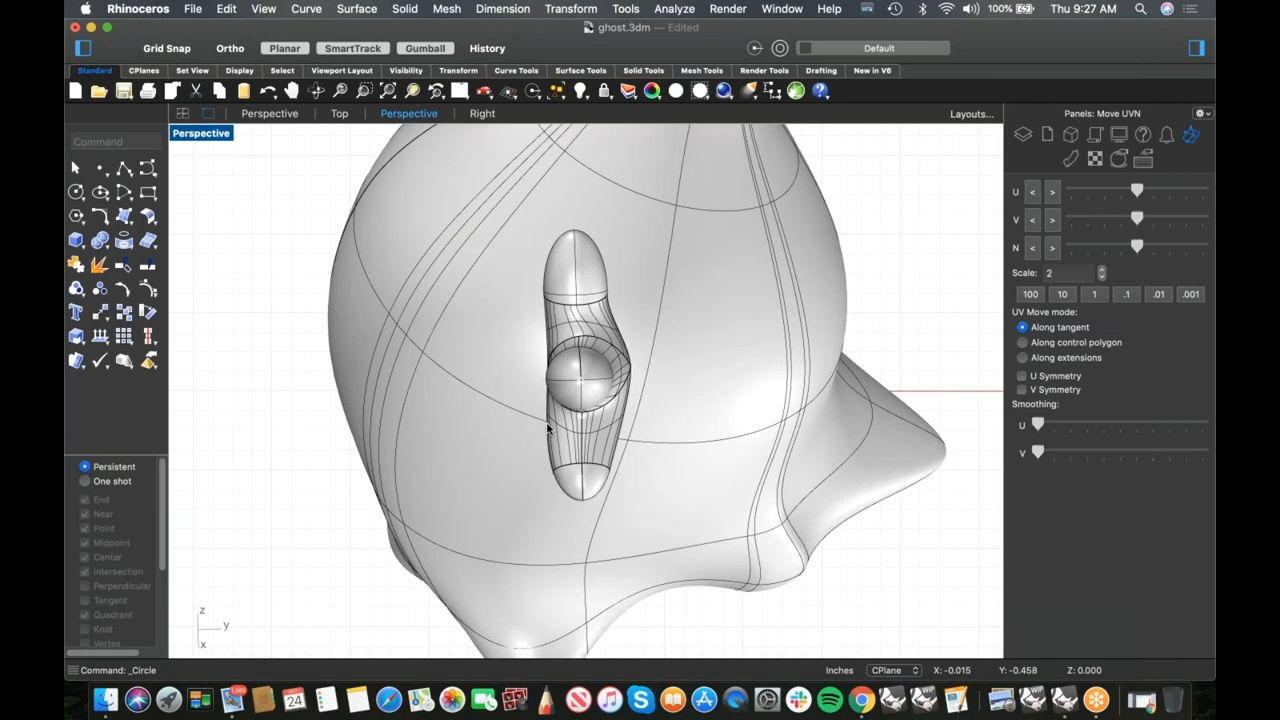 Rhinoceros File Edit View Curve Surface Solid Mesh Dimension Transform Tools Analyze Render Window Help 100% Thu 9:27 AM
ghost.3dm — Edited
Grid Snap Ortho Planar SmartTrack Gumball History Default
Standard CPlanes Set View Display Select Viewport Layout Visibility Transform Curve Tools Surface Tools Solid Tools Mesh Tools Render Tools Drafting New in V6
Perspective Top Perspective Right Layouts... Panels: Move UVN
Perspective
Command
U < >
V < >
N < >
Scale: 2
100 10 1 .1 .01 .001
UV Move mode:
Along tangent
Along control polygon
Along extensions
U Symmetry
V Symmetry
Smoothing:
U
V
Persistent
One shot
End
Near
Point
Midpoint
Center
Intersection
Perpendicular
Tangent
Quadrant
Knot
Vertex
z
y
x
Command: _Circle Inches CPlane X: -0.015 Y: -0.458 Z: 0.000
24